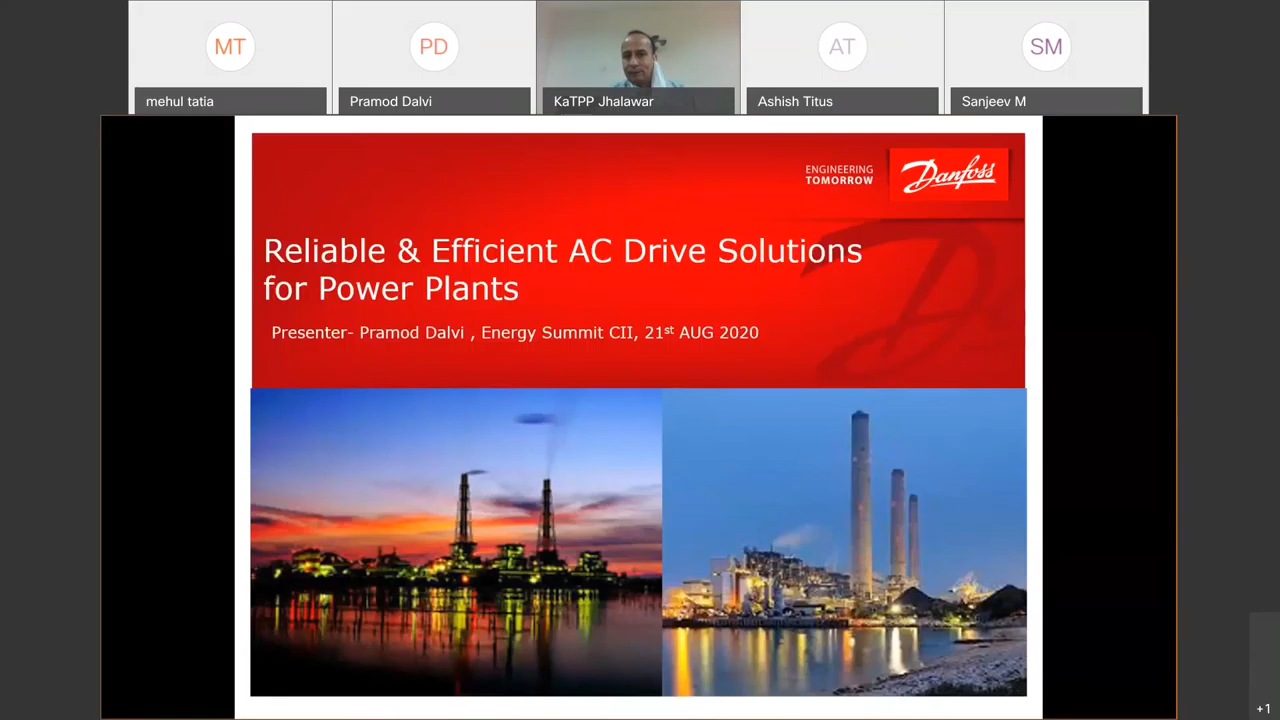 MT
PD
AT
SM
mehul tatia
Pramod Dalvi
KaTPP Jhalawar
Ashish Titus
Sanjeev M
ENGINEERING
TOMORROW
Danfoss
Reliable & Efficient AC Drive Solutions
for Power Plants
Presenter- Pramod Dalvi , Energy Summit CII, 21st AUG 2020
+1